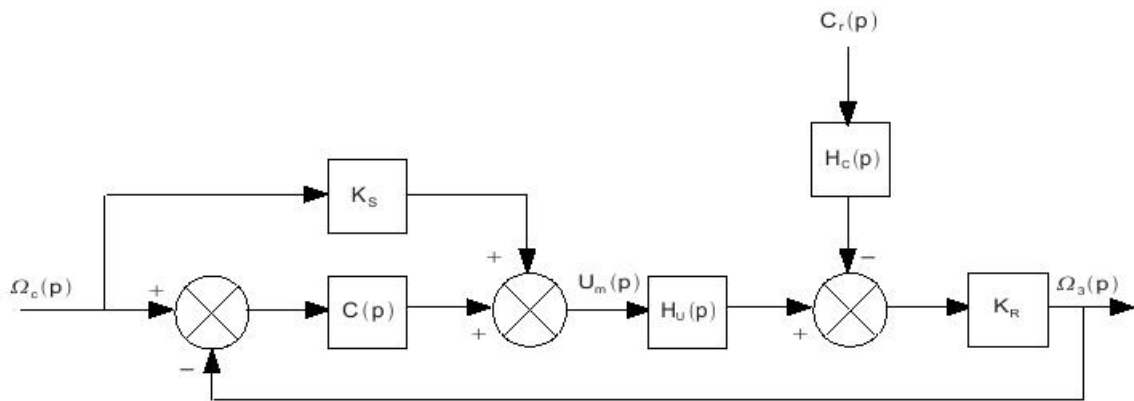 C_r(p)
H_C(p)
K_S
+
−
Ω_c(p)
+
C(p)
+
U_m(p)
H_U(p)
+
K_R
Ω_3(p)
−